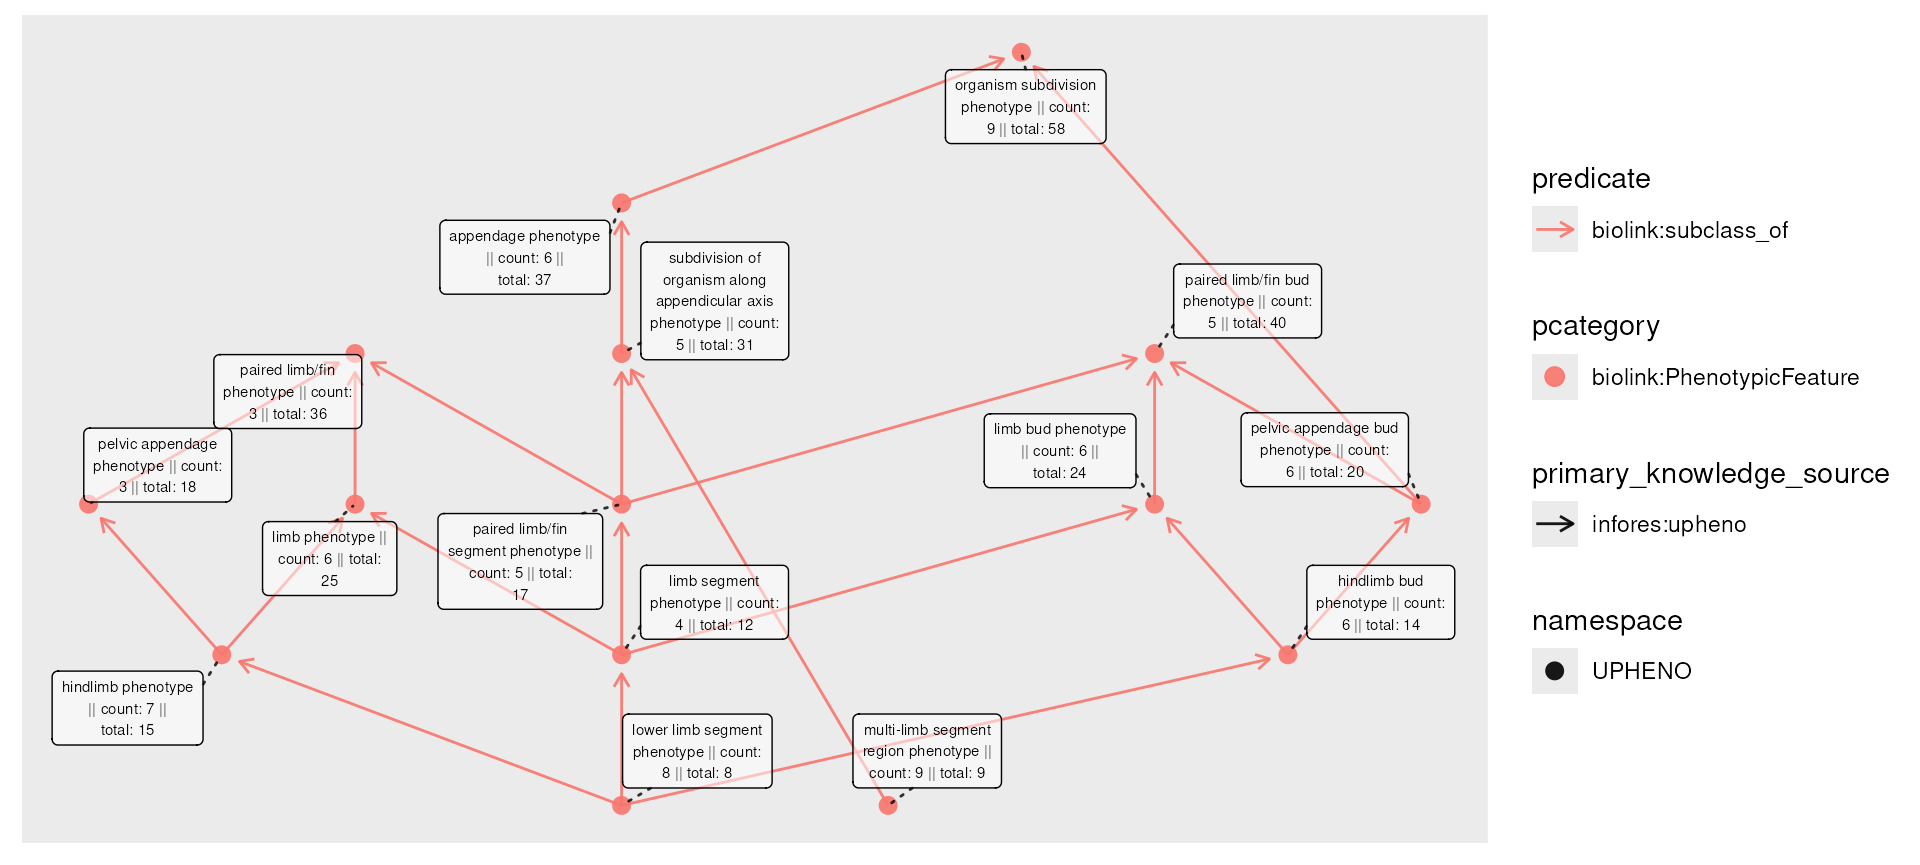 organism subdivision
phenotype || count:
9 || total: 58
appendage phenotype
|| count: 6 ||
total: 37
subdivision of
organism along
appendicular axis
phenotype || count:
5 || total: 31
paired limb/fin bud
phenotype || count:
5 || total: 40
paired limb/fin
phenotype || count:
3 || total: 36
pelvic appendage
phenotype || count:
3 || total: 18
limb bud phenotype
|| count: 6 ||
total: 24
pelvic appendage bud
phenotype || count:
6 || total: 20
limb phenotype ||
count: 6 || total:
25
paired limb/fin
segment phenotype ||
count: 5 || total:
17
limb segment
phenotype || count:
4 || total: 12
hindlimb bud
phenotype || count:
6 || total: 14
hindlimb phenotype
|| count: 7 ||
total: 15
lower limb segment
phenotype || count:
8 || total: 8
multi-limb segment
region phenotype ||
count: 9 || total: 9
predicate
biolink:subclass_of
pcategory
biolink:PhenotypicFeature
primary_knowledge_source
infores:upheno
namespace
UPHENO